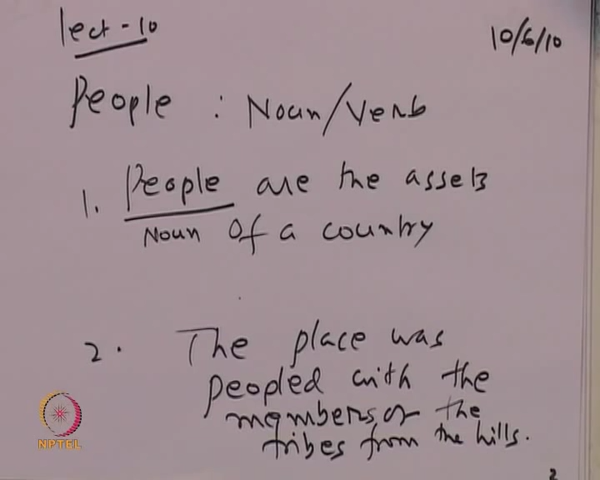 lect - 10
10/6/10
People : Noun/Verb
1. People are the assets
Noun of a country
2. The place was
peopled with the
members of the
tribes from the hills.
NPTEL
2